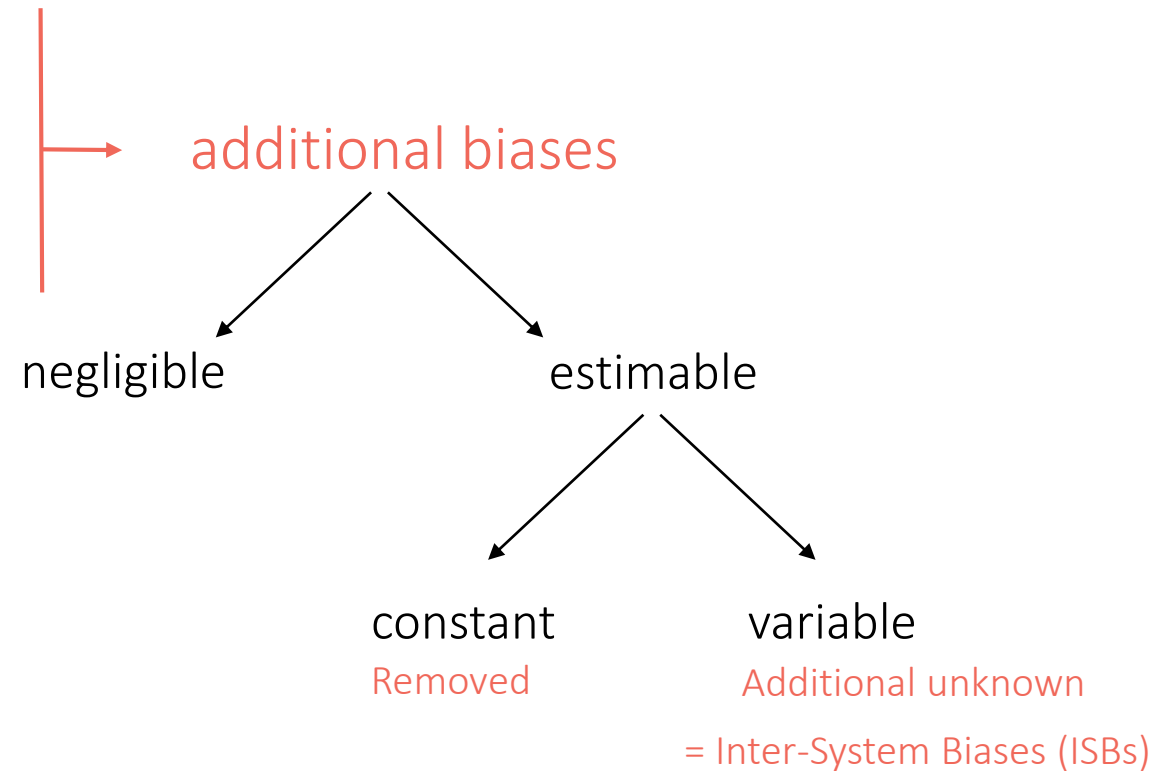 additional biases
negligible
estimable
constant
variable
Removed
Additional unknown
= Inter-System Biases (ISBs)